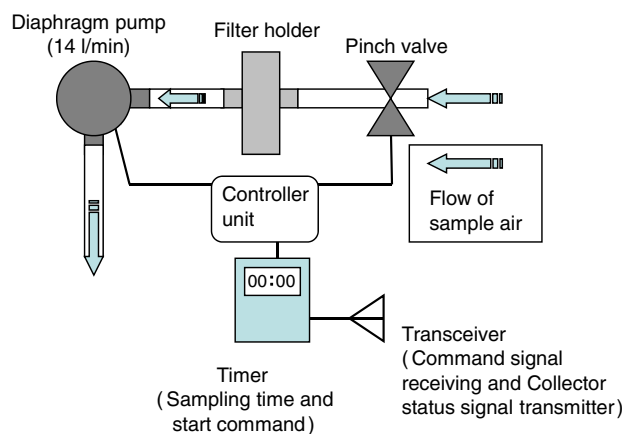 Diaphragm pump
(14 l/min)
Filter holder
Pinch valve
Controller
unit
Flow of
sample air
00:00
Timer
(Sampling time and
start command)
Transceiver
(Command signal
receiving and Collector
status signal transmitter)